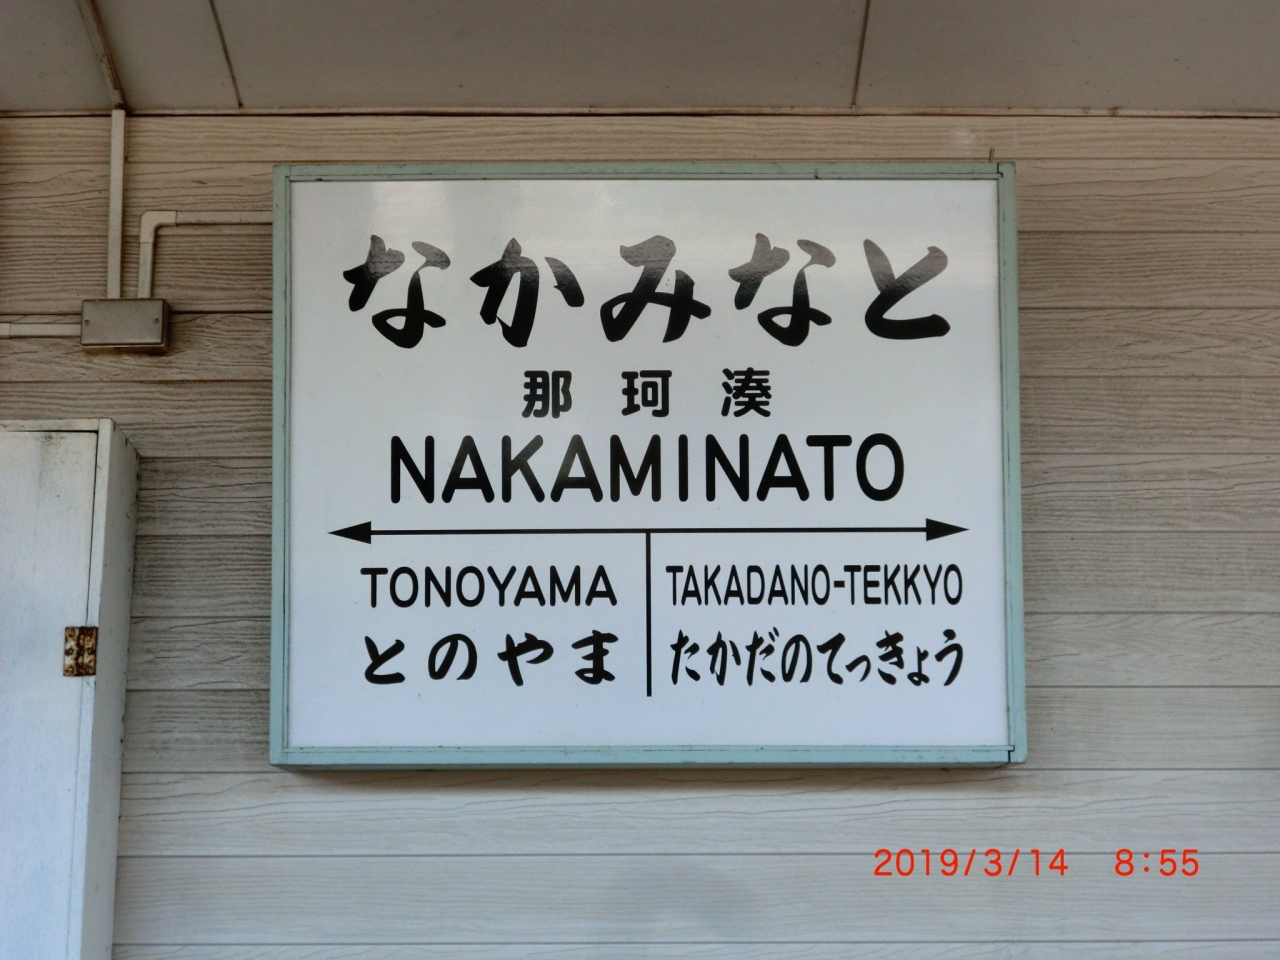 なかみなと
那珂湊
NAKAMINATO
TONOYAMA
とのやま
TAKADANO-TEKKYO
たかだのてっきょう
2019/3/14 8:55